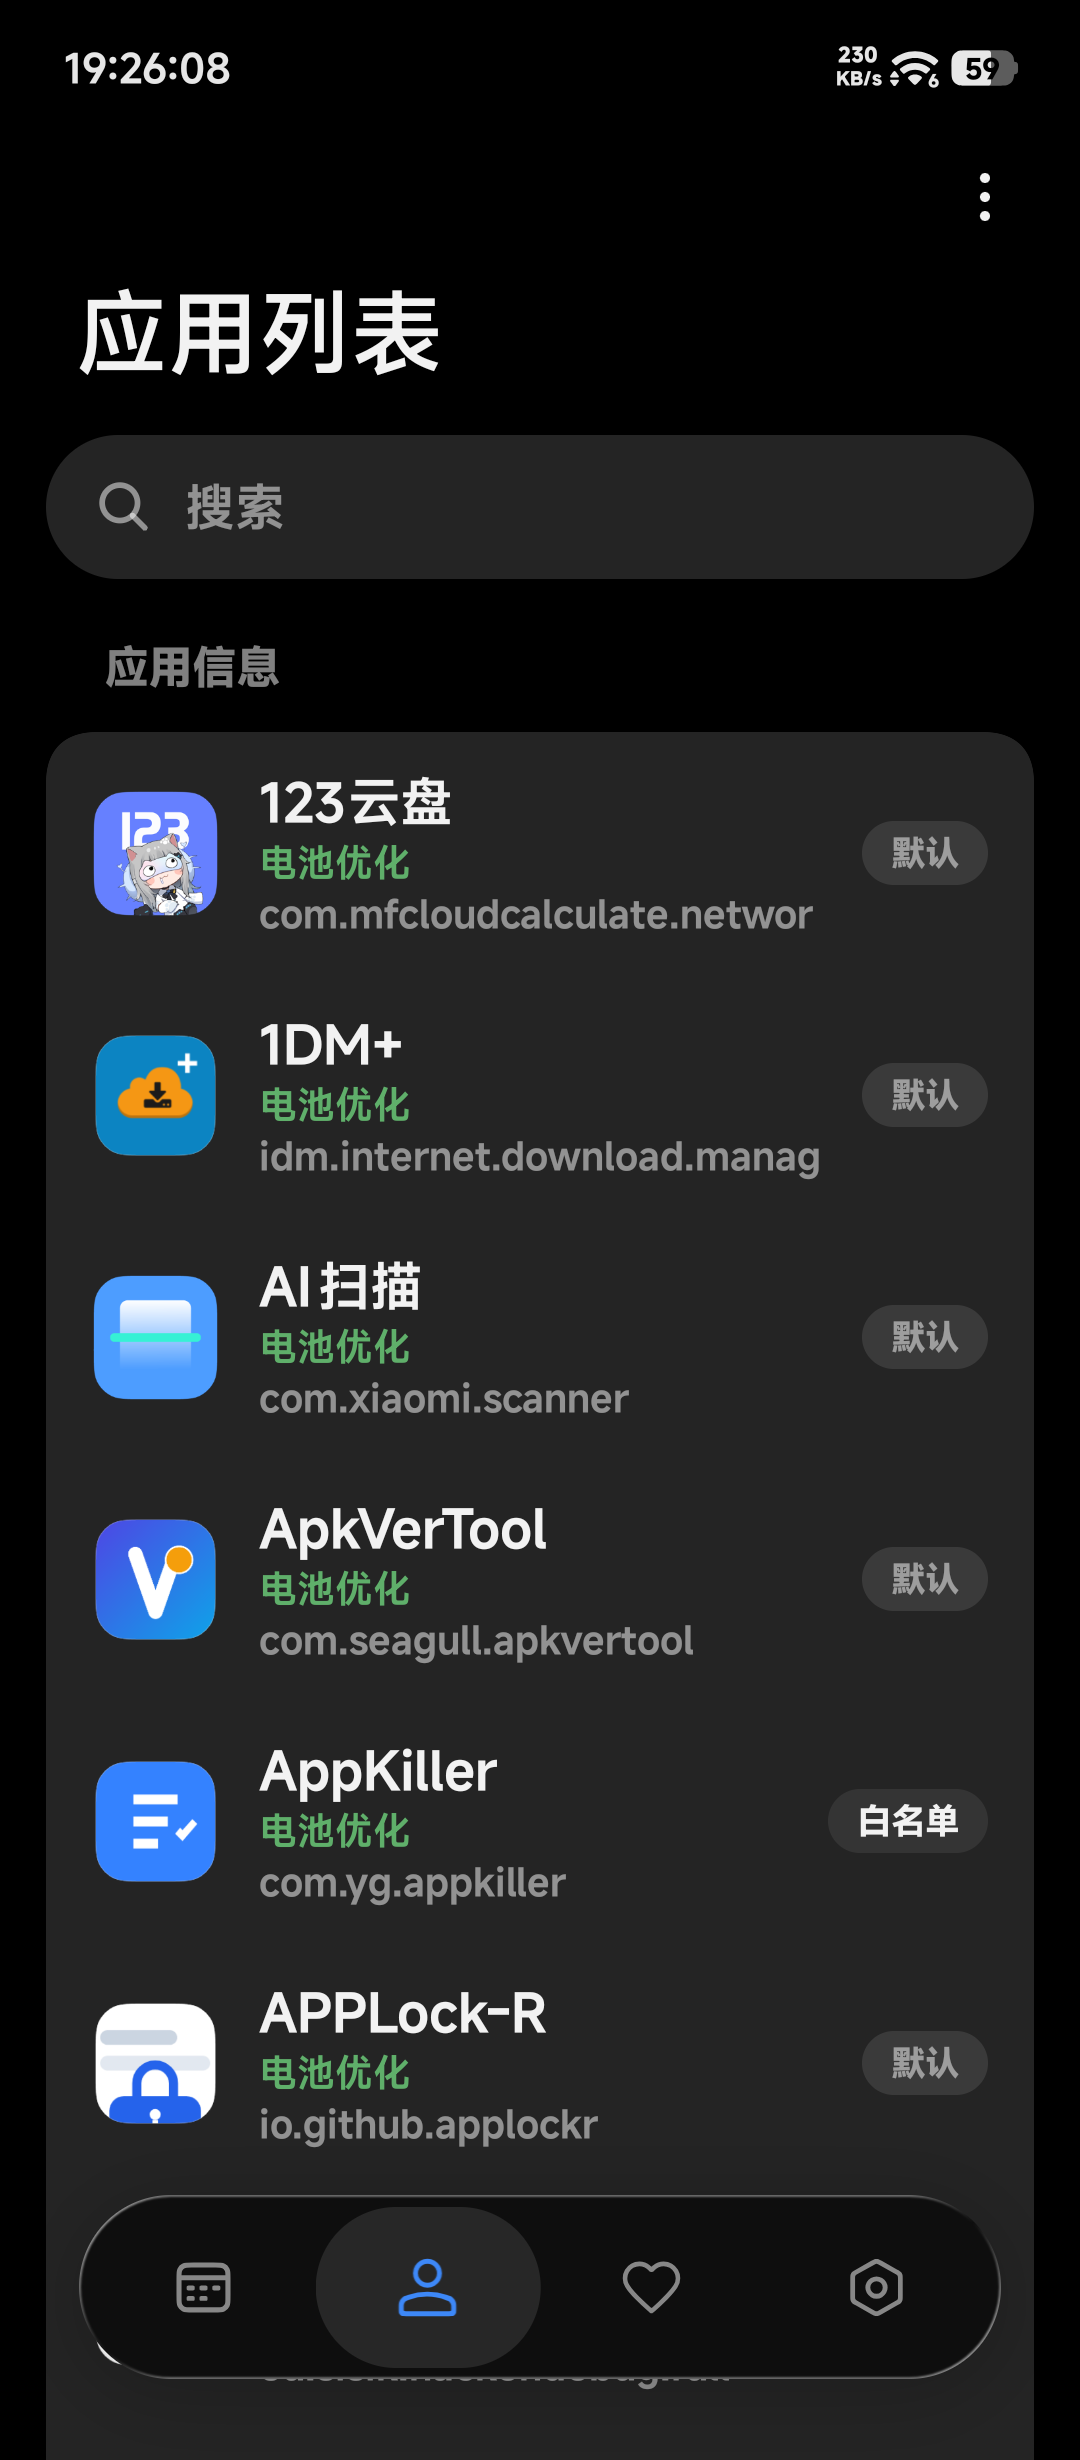 19:26:08
230
KB/s
6
59
应用列表
搜索
应用信息
123
123云盘
电池优化
com.mfcloudcalculate.networ
默认
1DM+
电池优化
idm.internet.download.manag
默认
AI扫描
电池优化
com.xiaomi.scanner
默认
ApkVerTool
电池优化
com.seagull.apkvertool
默认
AppKiller
电池优化
com.yg.appkiller
白名单
APPLock-R
电池优化
io.github.applockr
默认